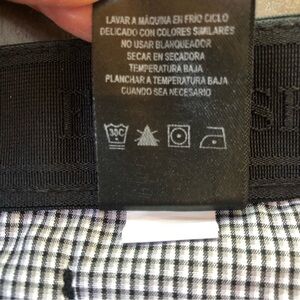 LAVAR A MÁQUINA EN FRÍO CICLO
DELICADO CON COLORES SIMILARES
NO USAR BLANQUEADOR
SECAR EN SECADORA
TEMPERATURA BAJA
PLANCHAR A TEMPERATURA BAJA
CUANDO SEA NECESARIO
30C